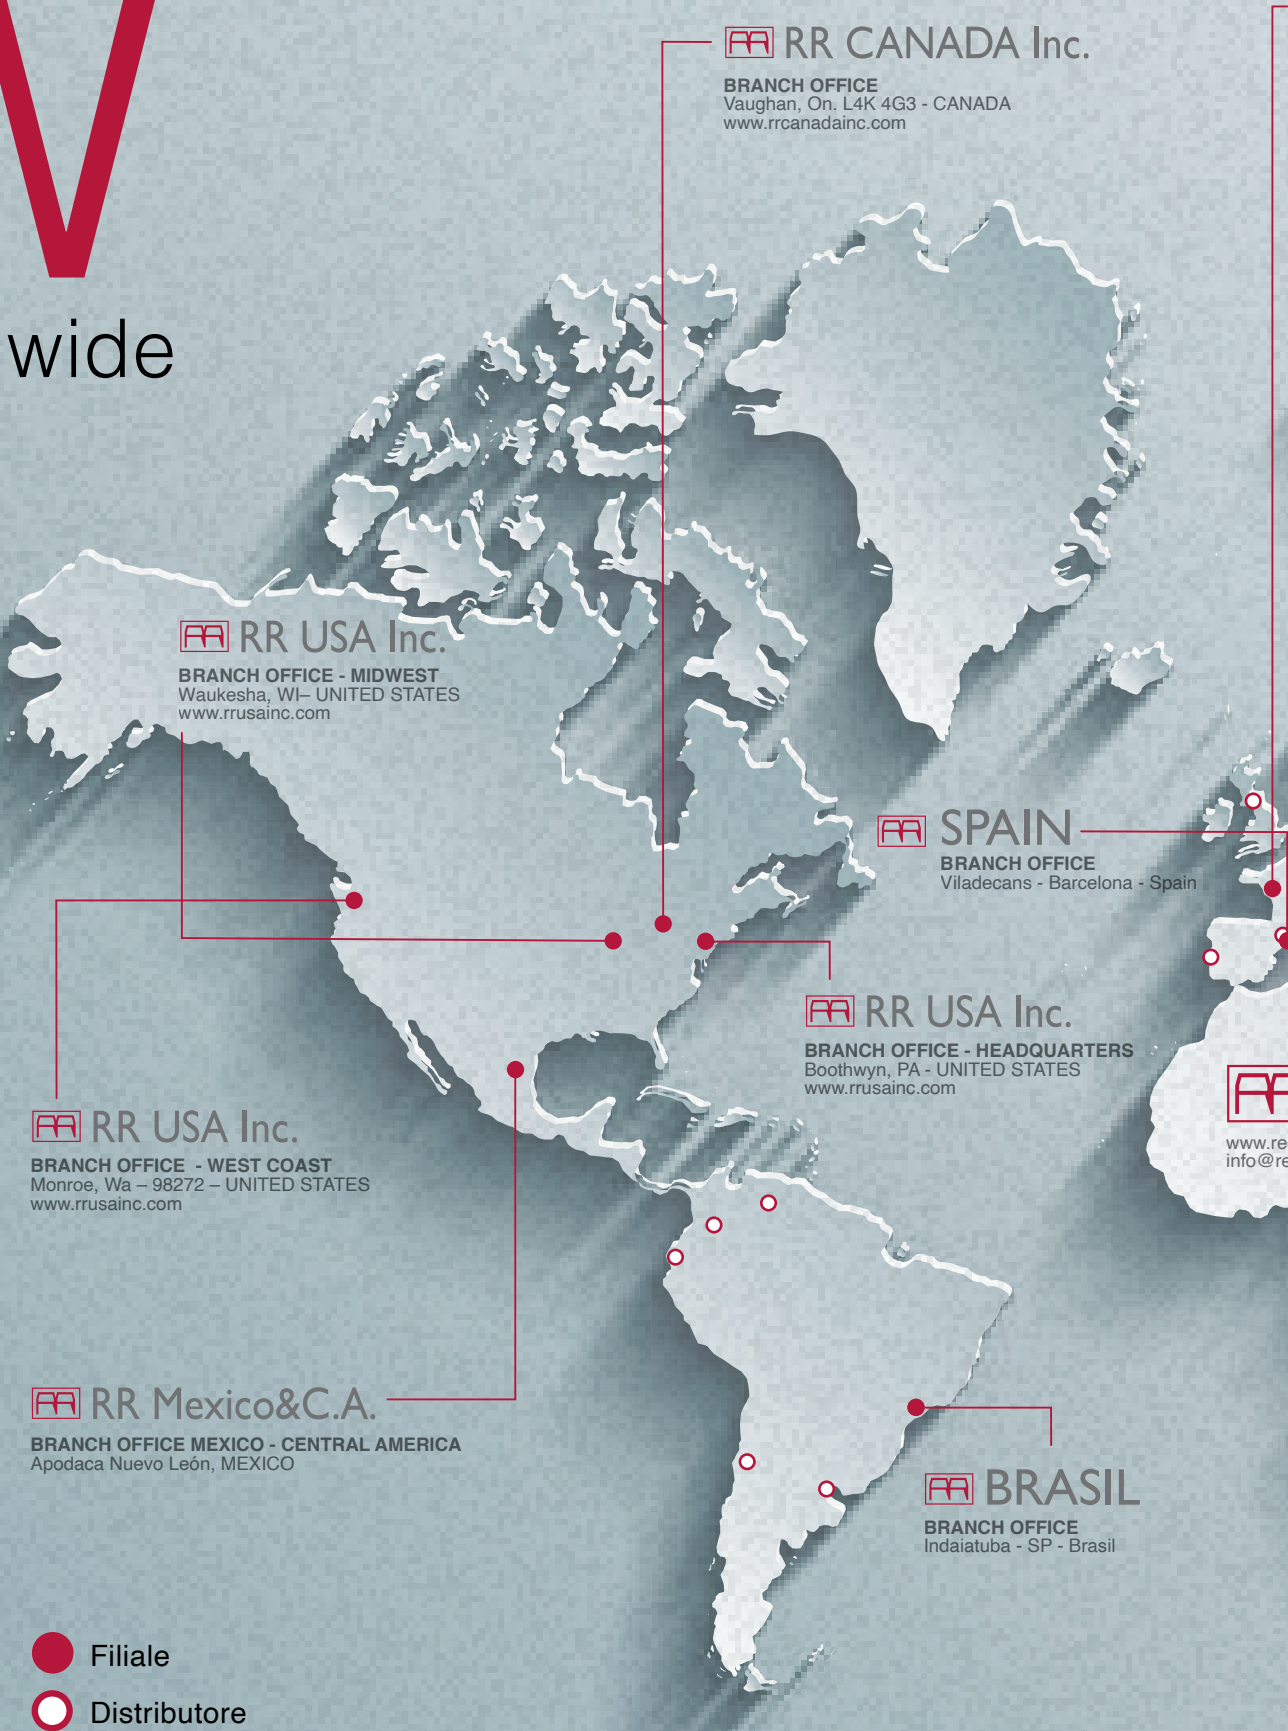 V
wide
RR CANADA Inc.
BRANCH OFFICE
Vaughan, On. L4K 4G3 - CANADA
www.rrcanadainc.com
RR USA Inc.
BRANCH OFFICE - MIDWEST
Waukesha, WI– UNITED STATES
www.rrusainc.com
SPAIN
BRANCH OFFICE
Viladecans - Barcelona - Spain
RR USA Inc.
BRANCH OFFICE - HEADQUARTERS
Boothwyn, PA - UNITED STATES
www.rrusainc.com
www.re
info@re
RR USA Inc.
BRANCH OFFICE - WEST COAST
Monroe, Wa – 98272 – UNITED STATES
www.rrusainc.com
RR Mexico&C.A.
BRANCH OFFICE MEXICO - CENTRAL AMERICA
Apodaca Nuevo León, MEXICO
BRASIL
BRANCH OFFICE
Indaiatuba - SP - Brasil
Filiale
Distributore